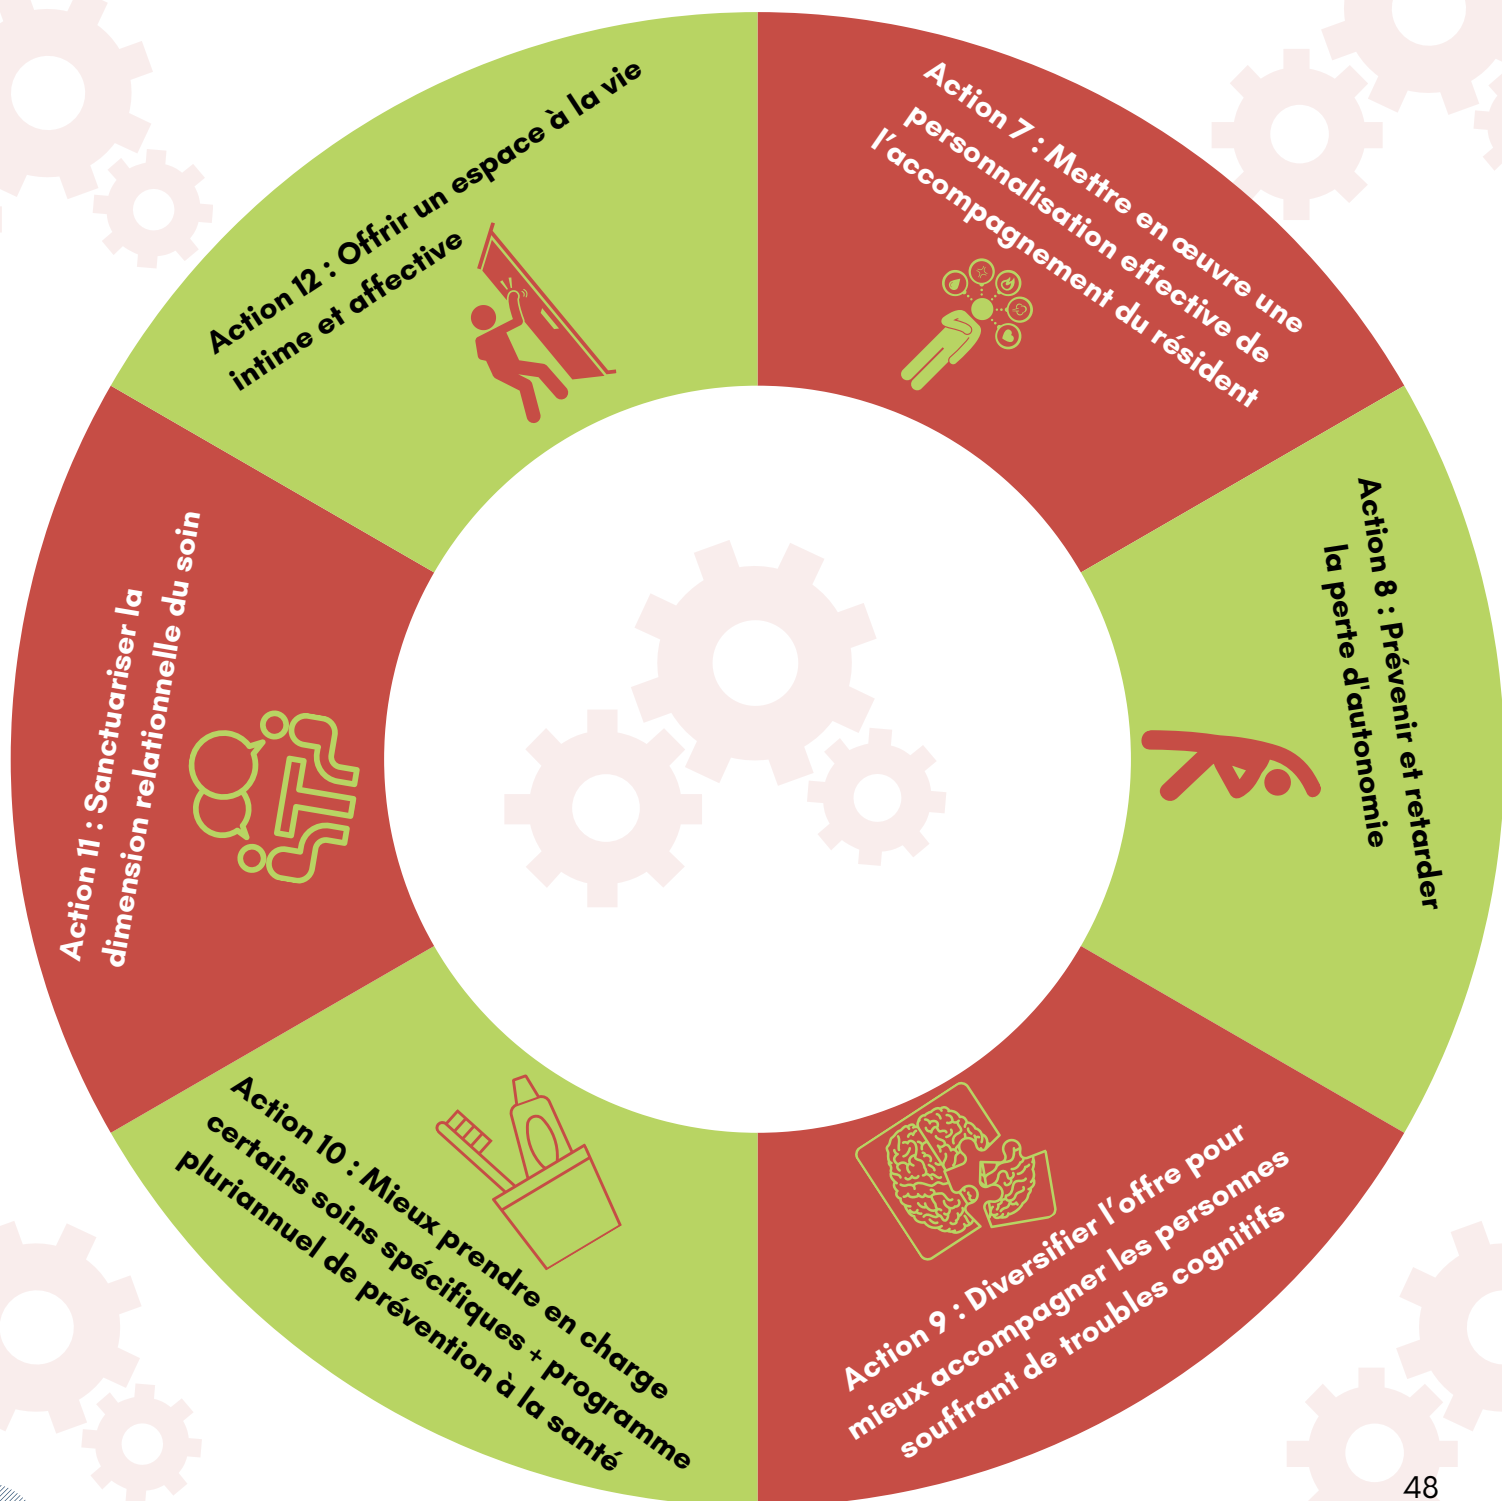 Action 7 : Mettre en œuvre une
personnalisation effective de
l’accompagnement du résident
Action 8 : Prévenir et retarder
la perte d'autonomie
Action 9 : Diversifier l’offre pour
mieux accompagner les personnes
souffrant de troubles cognitifs
Action 10 : Mieux prendre en charge
certains soins spécifiques + programme
pluriannuel de prévention à la santé
Action 11 : Sanctuariser la
dimension relationnelle du soin
Action 12 : Offrir un espace à la vie
intime et affective
48